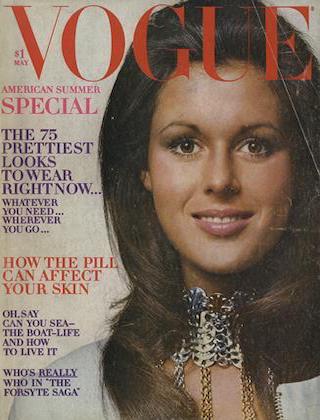 VOGUE
$1
MAY
AMERICAN SUMMER
SPECIAL
THE 75
PRETTIEST
LOOKS
TO WEAR
RIGHT NOW...
WHATEVER
YOU NEED...
WHEREVER
YOU GO...
HOW THE PILL
CAN AFFECT
YOUR SKIN
OH, SAY
CAN YOU SEA–
THE BOAT-LIFE
AND HOW
TO LIVE IT
WHO'S REALLY
WHO IN "THE
FORSYTE SAGA"